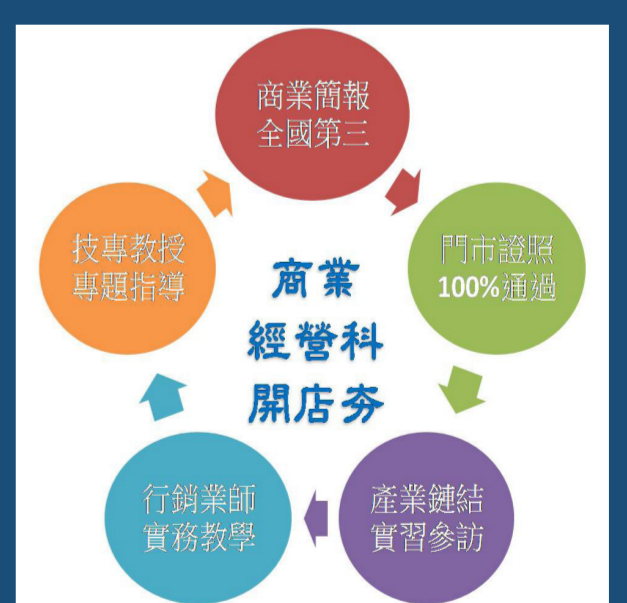 商業簡報
全國第三
門市證照
100%通過
產業鏈結
實習參訪
行銷業師
實務教學
技專教授
專題指導
商業
經營科
開店夯